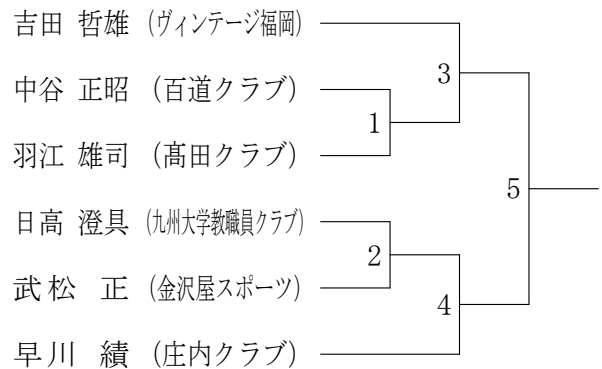 吉田 哲雄 (ヴィンテージ福岡)
3
中谷 正昭 (百道クラブ)
1
羽江 雄司 (髙田クラブ)
5
日高 澄具 (九州大学教職員クラブ)
2
武松 正 (金沢屋スポーツ)
4
早川 績 (庄内クラブ)